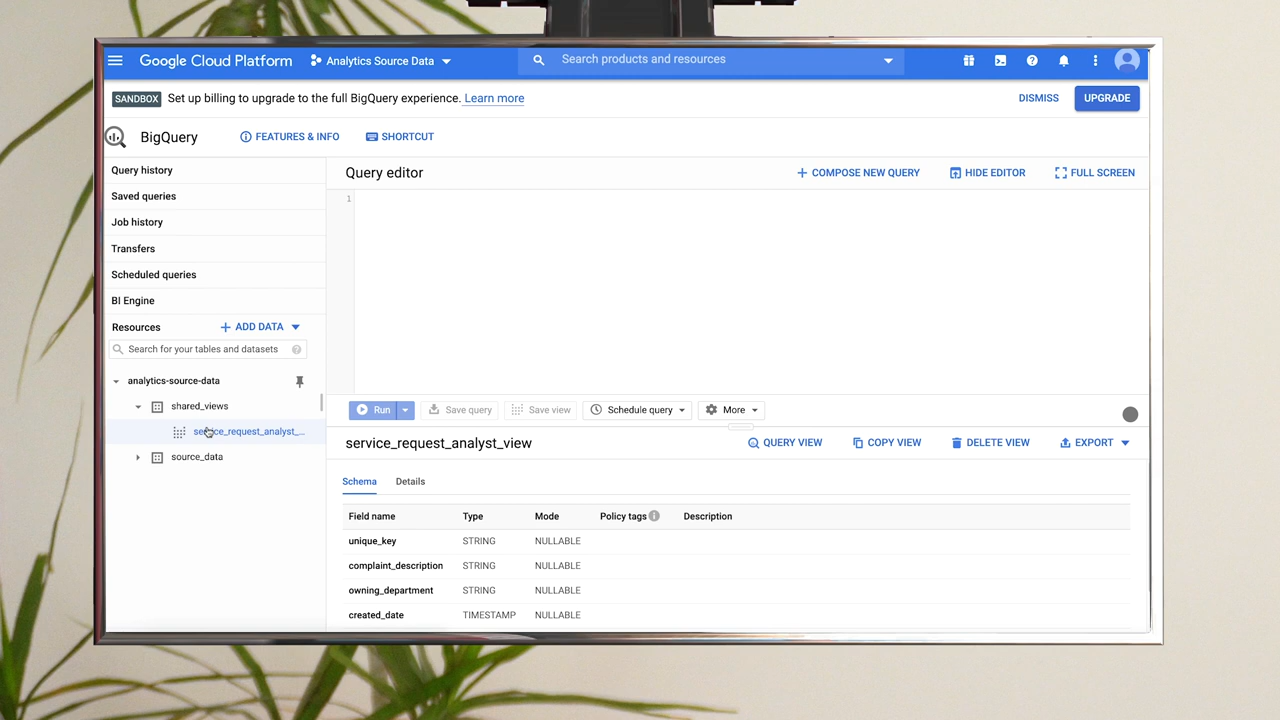 Google Cloud Platform
Analytics Source Data
Search products and resources
SANDBOX Set up billing to upgrade to the full BigQuery experience. Learn more
DISMISS
UPGRADE
BigQuery
FEATURES & INFO
SHORTCUT
Query history
Saved queries
Job history
Transfers
Scheduled queries
BI Engine
Resources
+ ADD DATA
Search for your tables and datasets
analytics-source-data
shared_views
service_request_analyst_...
source_data
Query editor
+ COMPOSE NEW QUERY
HIDE EDITOR
FULL SCREEN
1
Run
Save query
Save view
Schedule query
More
service_request_analyst_view
QUERY VIEW
COPY VIEW
DELETE VIEW
EXPORT
Schema
Details
Field name Type Mode Policy tags Description
unique_key STRING NULLABLE
complaint_description STRING NULLABLE
owning_department STRING NULLABLE
created_date TIMESTAMP NULLABLE